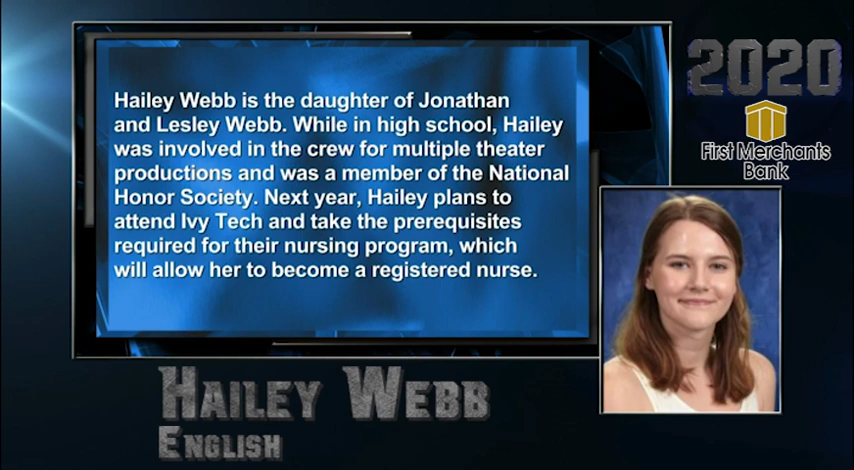 2020
First Merchants
Bank
Hailey Webb is the daughter of Jonathan
and Lesley Webb. While in high school, Hailey
was involved in the crew for multiple theater
productions and was a member of the National
Honor Society. Next year, Hailey plans to
attend Ivy Tech and take the prerequisites
required for their nursing program, which
will allow her to become a registered nurse.
HAILEY WEBB
ENGLISH